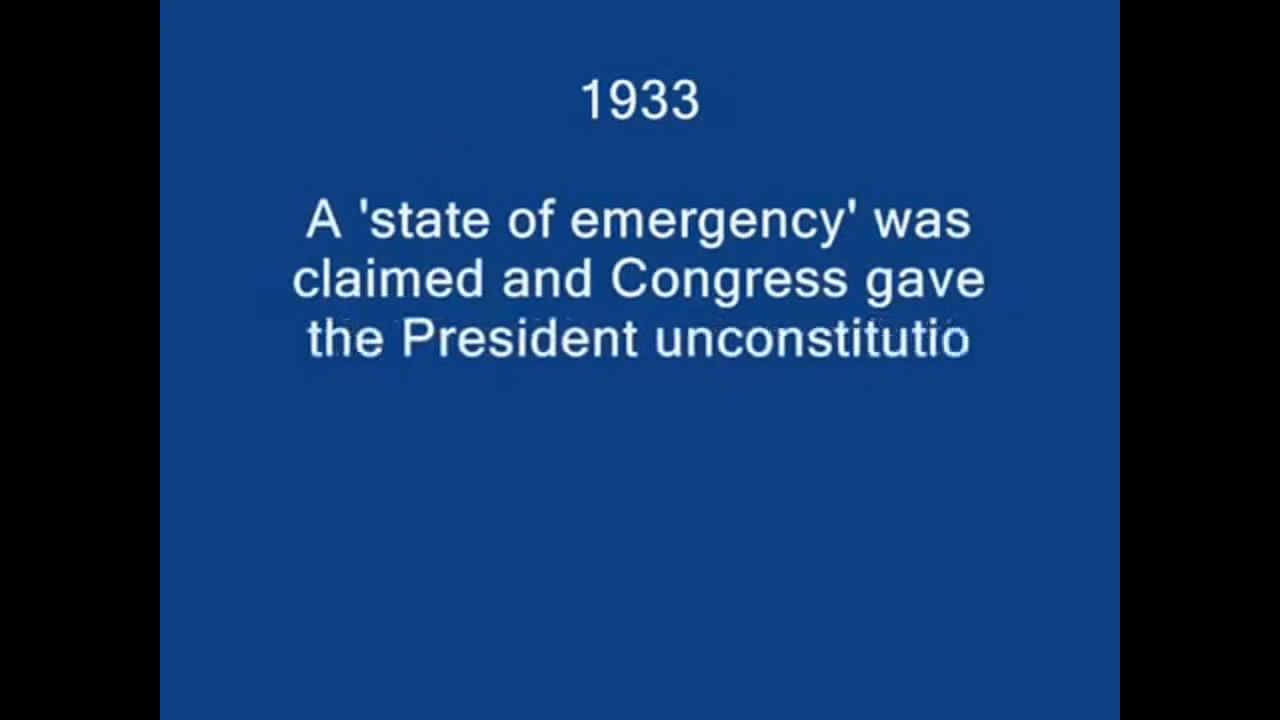 1933
A 'state of emergency' was
claimed and Congress gave
the President unconstitutio